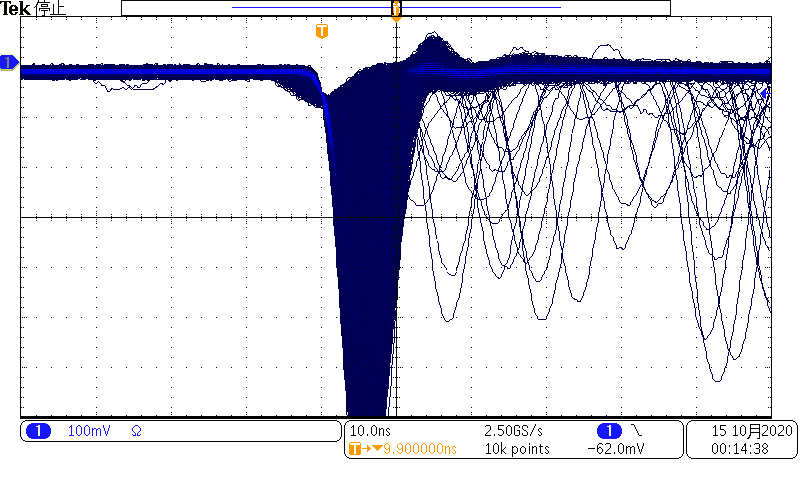 Tek 停止
T
1
T
1 100mV Ω
10.0ns 2.50GS/s 1 -62.0mV
T→▼9.900000ns 10k points
15 10月2020
00:14:38